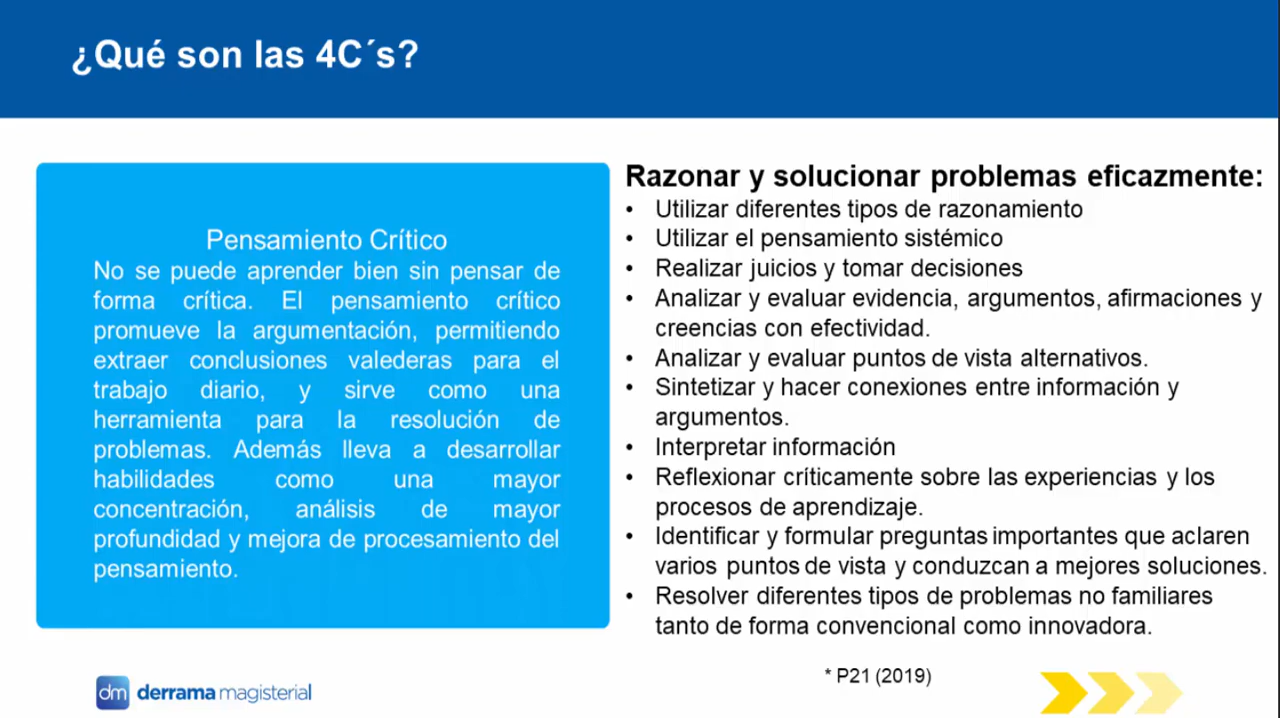 ¿Qué son las 4C´s?
Pensamiento Crítico
No se puede aprender bien sin pensar de
forma crítica. El pensamiento crítico
promueve la argumentación, permitiendo
extraer conclusiones valederas para el
trabajo diario, y sirve como una
herramienta para la resolución de
problemas. Además lleva a desarrollar
habilidades como una mayor
concentración, análisis de mayor
profundidad y mejora de procesamiento del
pensamiento.
Razonar y solucionar problemas eficazmente:
• Utilizar diferentes tipos de razonamiento
• Utilizar el pensamiento sistémico
• Realizar juicios y tomar decisiones
• Analizar y evaluar evidencia, argumentos, afirmaciones y
creencias con efectividad.
• Analizar y evaluar puntos de vista alternativos.
• Sintetizar y hacer conexiones entre información y
argumentos.
• Interpretar información
• Reflexionar críticamente sobre las experiencias y los
procesos de aprendizaje.
• Identificar y formular preguntas importantes que aclaren
varios puntos de vista y conduzcan a mejores soluciones.
• Resolver diferentes tipos de problemas no familiares
tanto de forma convencional como innovadora.
* P21 (2019)
dm derrama magisterial